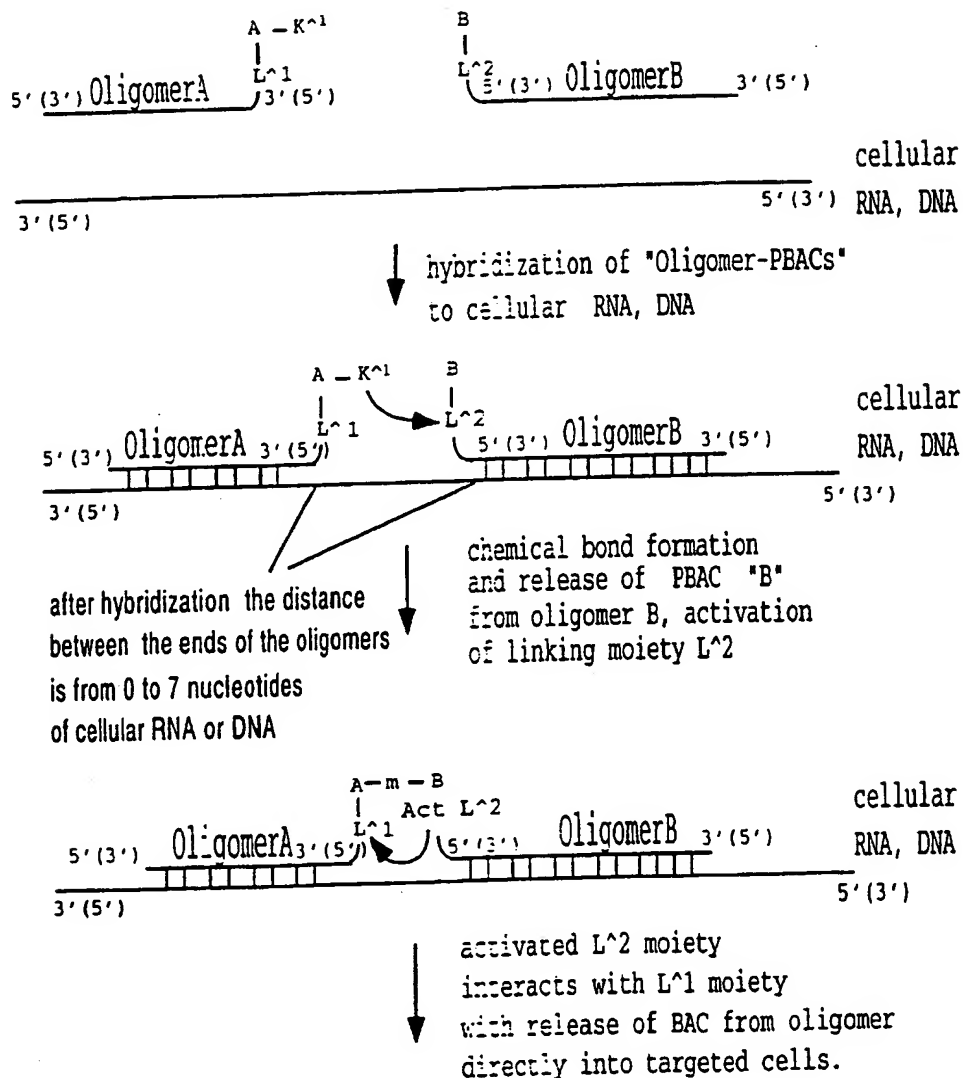 A – K^1
B
L^1
L^2
5'(3') OligomerA 3'(5')
5'(3') OligomerB 3'(5')
cellular
RNA, DNA
3'(5')
5'(3')
hybridization of "Oligomer-PBACs"
to cellular RNA, DNA
A – K^1
B
L^1
L^2
5'(3') OligomerA 3'(5')
5'(3') OligomerB 3'(5')
cellular
RNA, DNA
3'(5')
5'(3')
after hybridization the distance
between the ends of the oligomers
is from 0 to 7 nucleotides
of cellular RNA or DNA
chemical bond formation
and release of PBAC "B"
from oligomer B, activation
of linking moiety L^2
A–m–B
L^1
Act L^2
5'(3') OligomerA 3'(5')
5'(3') OligomerB 3'(5')
cellular
RNA, DNA
3'(5')
5'(3')
activated L^2 moiety
interacts with L^1 moiety
with release of BAC from oligomer
directly into targeted cells.